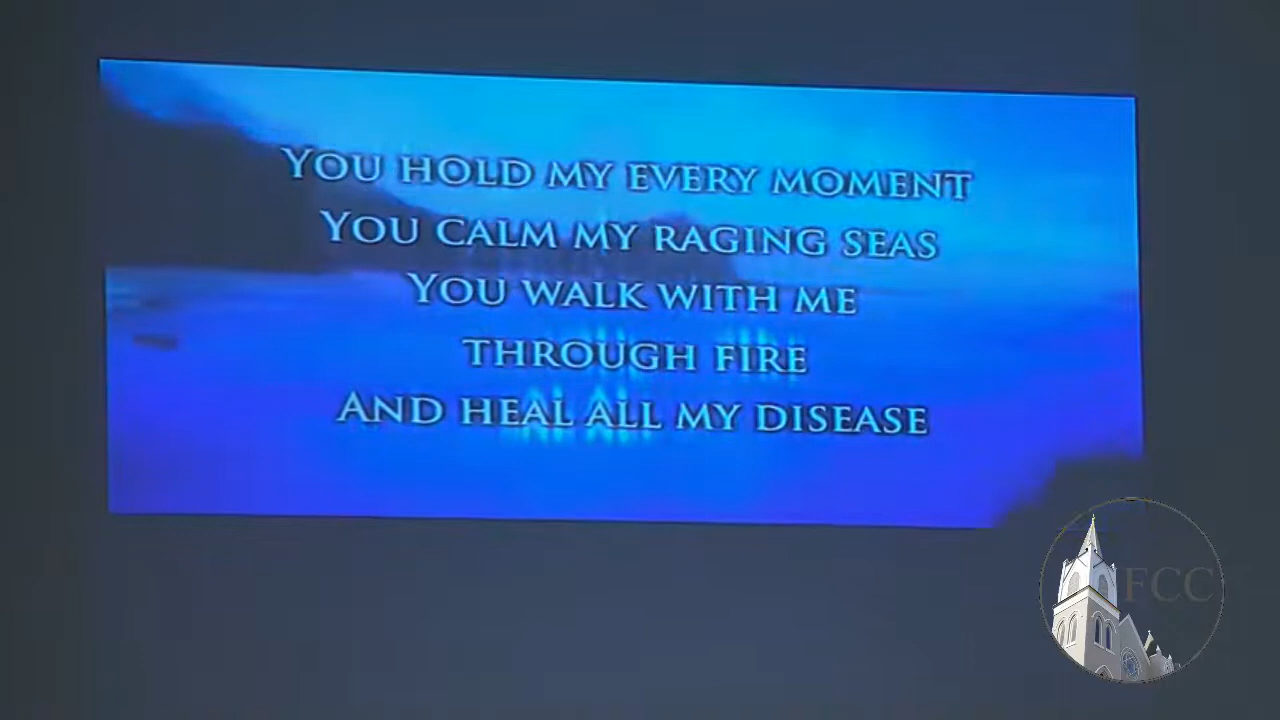 YOU HOLD MY EVERY MOMENT
YOU CALM MY RAGING SEAS
YOU WALK WITH ME
THROUGH FIRE
AND HEAL ALL MY DISEASE
FCC